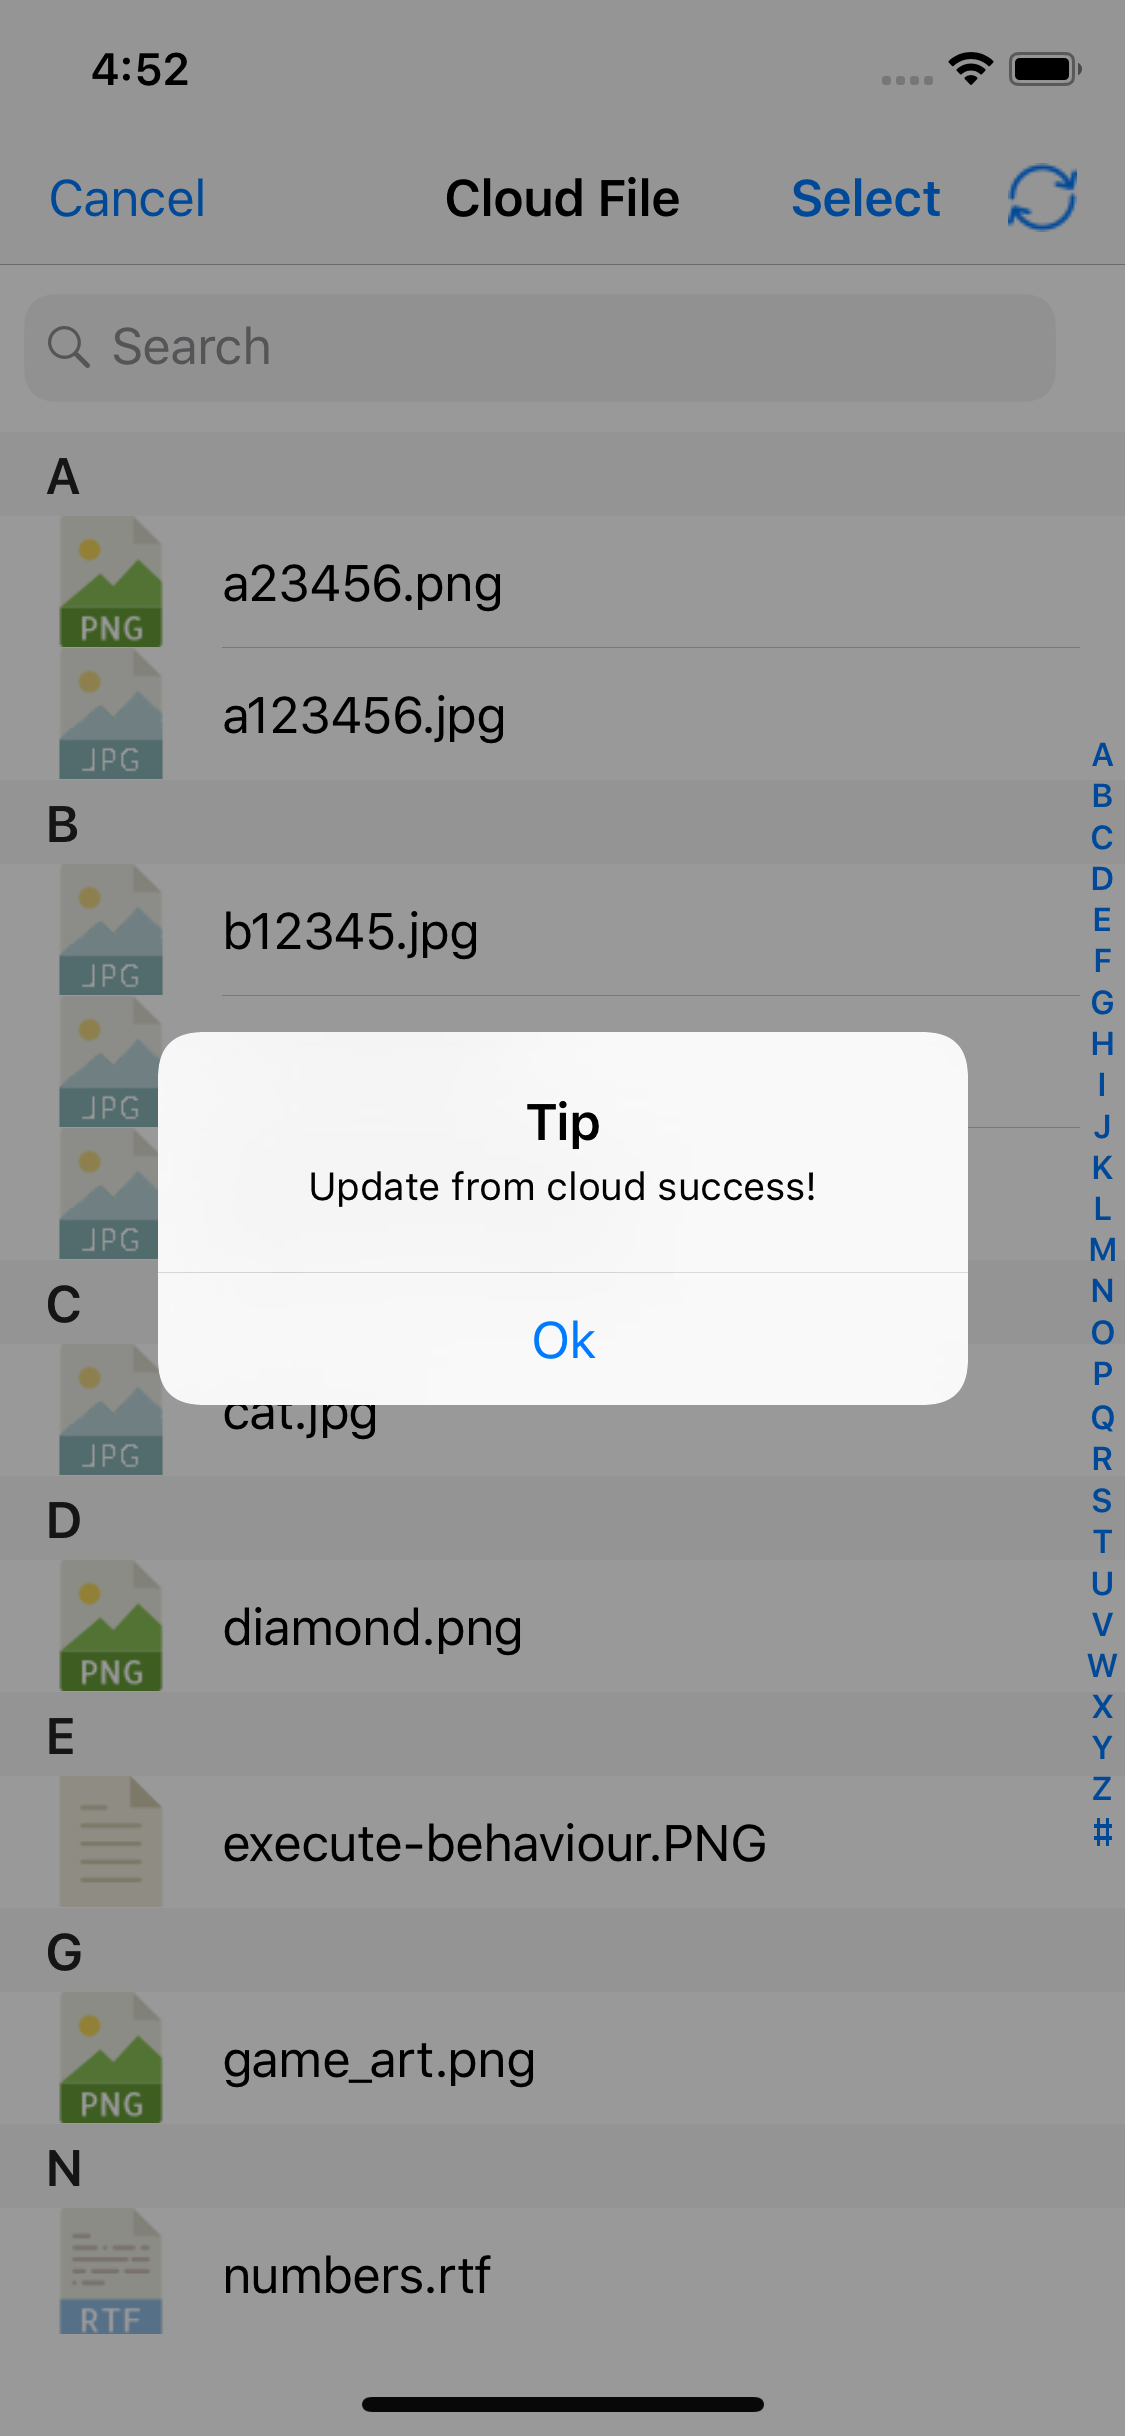 4:52
Cancel Cloud File Select
Search
A
PNG a23456.png
JPG a123456.jpg
B
JPG b12345.jpg
JPG
JPG
Tip
Update from cloud success!
Ok
C
JPG cat.jpg
D
PNG diamond.png
E
execute-behaviour.PNG
G
PNG game_art.png
N
RTF numbers.rtf
A
B
C
D
E
F
G
H
I
J
K
L
M
N
O
P
Q
R
S
T
U
V
W
X
Y
Z
#